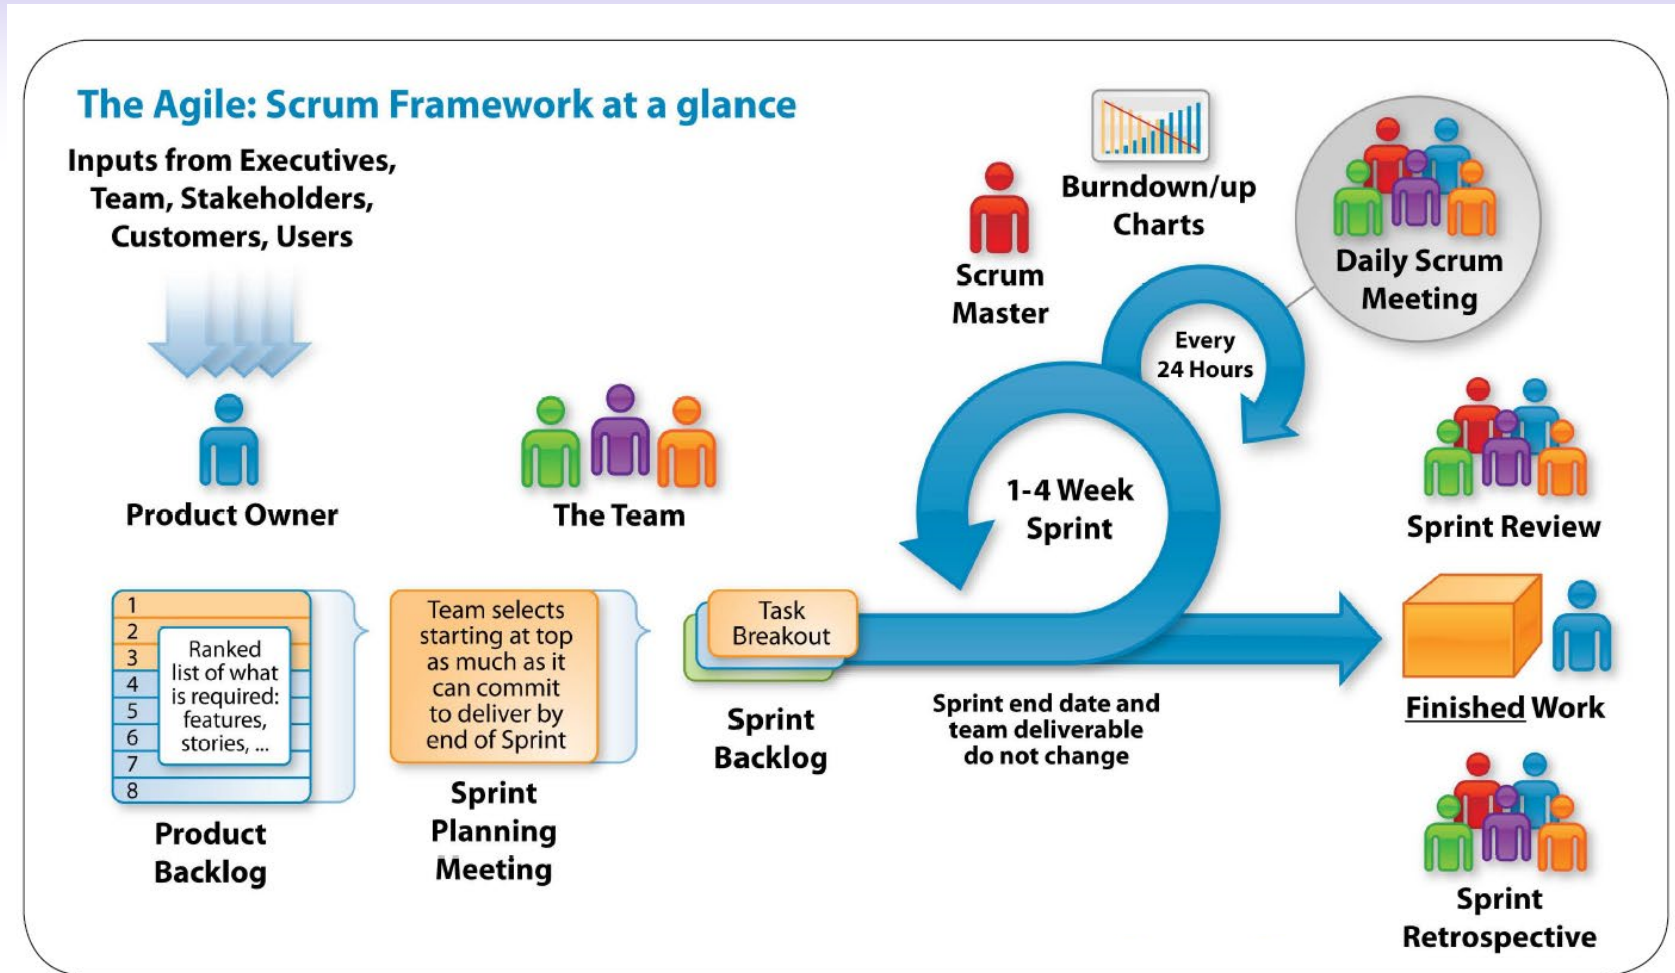 The Agile: Scrum Framework at a glance
Inputs from Executives,
Team, Stakeholders,
Customers, Users
Product Owner
The Team
Scrum
Master
Burndown/up
Charts
Daily Scrum
Meeting
Every
24 Hours
1-4 Week
Sprint
Sprint Review
1
2
3
4
5
6
7
8
Ranked
list of what
is required:
features,
stories, ...
Product
Backlog
Team selects
starting at top
as much as it
can commit
to deliver by
end of Sprint
Sprint
Planning
Meeting
Task
Breakout
Sprint
Backlog
Sprint end date and
team deliverable
do not change
Finished Work
Sprint
Retrospective